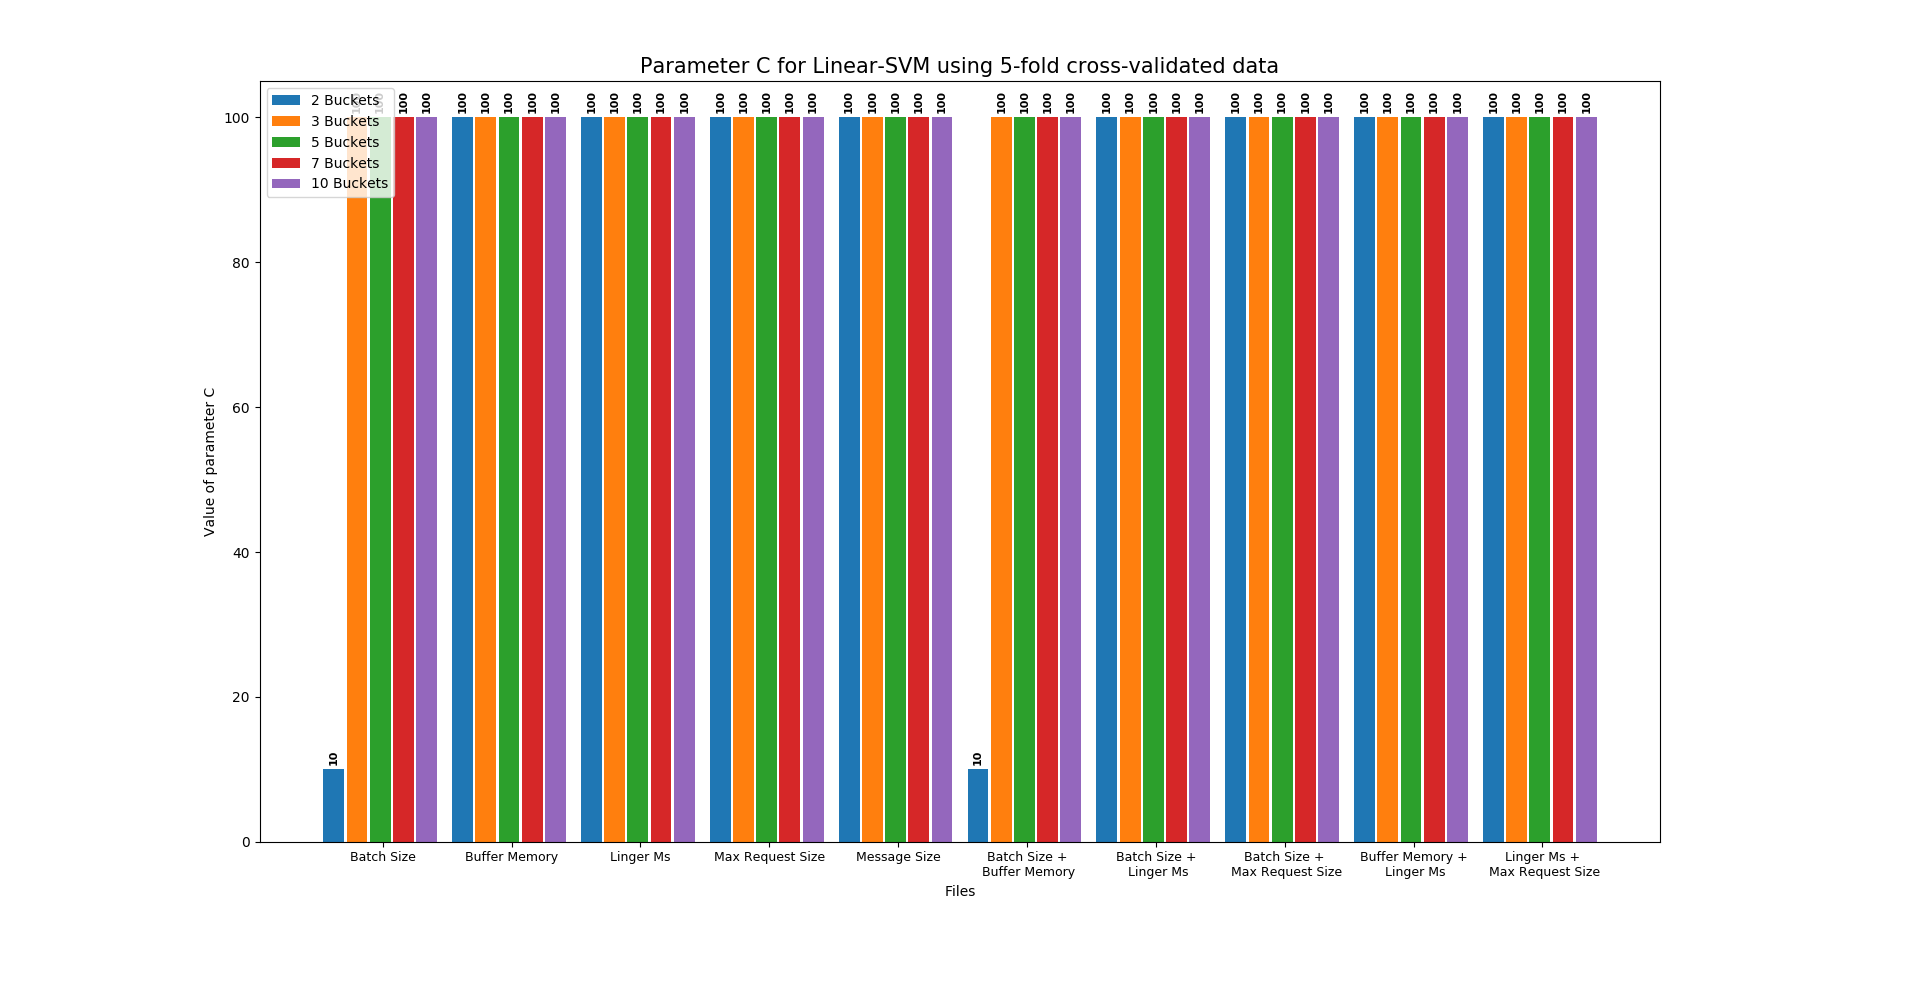 Parameter C for Linear-SVM using 5-fold cross-validated data
2 Buckets
3 Buckets
5 Buckets
7 Buckets
10 Buckets
100 100 100 100 100 100 100 100 100 100 100 100 100 100 100 100 100 100 100 100 100 100 100 100 100 100 100 100 100 100 100 100 100 100 100 100 100 100 100 100 100 100 100 100 100 100 100 100
10 10
100
80
60
40
20
0
Value of parameter C
Batch Size
Buffer Memory
Linger Ms
Max Request Size
Message Size
Batch Size +
Buffer Memory
Batch Size +
Linger Ms
Batch Size +
Max Request Size
Buffer Memory +
Linger Ms
Linger Ms +
Max Request Size
Files